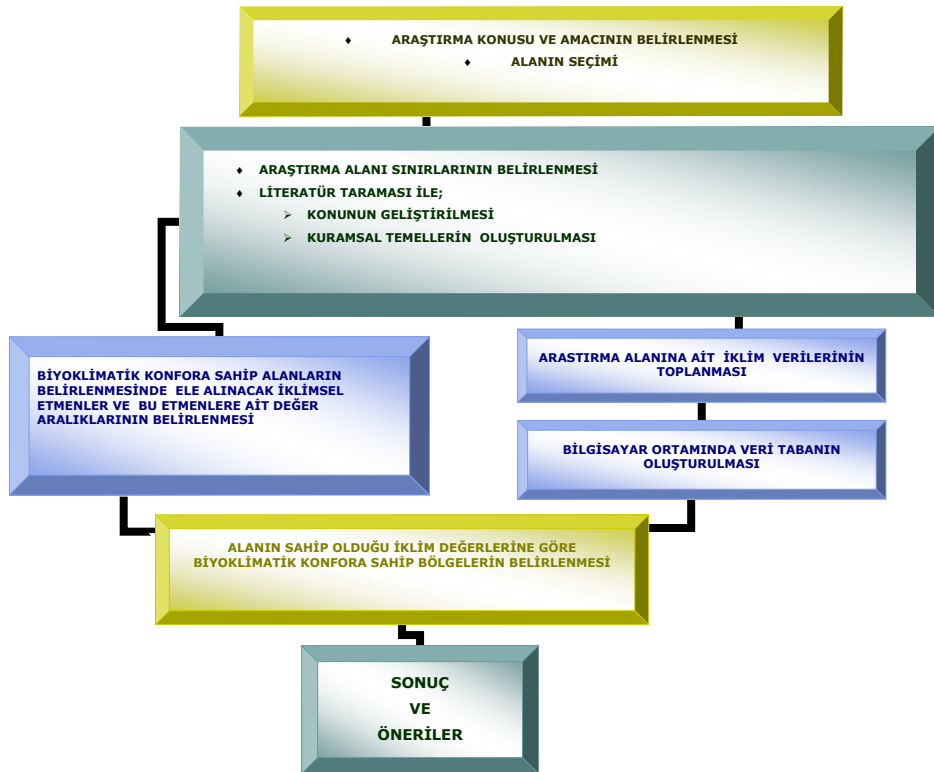 ♦ ARAŞTIRMA KONUSU VE AMACININ BELİRLENMESİ
♦ ALANIN SEÇİMİ
♦ ARAŞTIRMA ALANI SINIRLARININ BELİRLENMESİ
♦ LİTERATÜR TARAMASI İLE;
➢ KONUNUN GELİŞTİRİLMESİ
➢ KURAMSAL TEMELLERİN OLUŞTURULMASI
BİYOKLİMATİK KONFORA SAHİP ALANLARIN
BELİRLENMESİNDE ELE ALINACAK İKLİMSEL
ETMENLER VE BU ETMENLERE AİT DEĞER
ARALIKLARININ BELİRLENMESİ
ARASTIRMA ALANINA AİT İKLİM VERİLERİNİN
TOPLANMASI
BİLGİSAYAR ORTAMINDA VERİ TABANIN
OLUŞTURULMASI
ALANIN SAHİP OLDUĞU İKLİM DEĞERLERİNE GÖRE
BİYOKLİMATİK KONFORA SAHİP BÖLGELERİN BELİRLENMESİ
SONUÇ
VE
ÖNERİLER